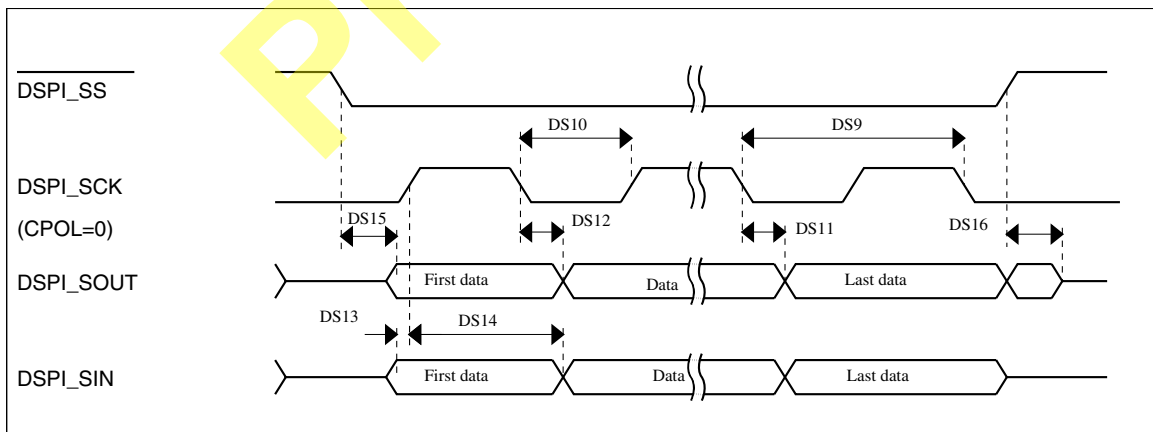 DSPI_SS
DS10
DS9
DSPI_SCK
(CPOL=0)
DS15
DS12
DS11
DS16
DSPI_SOUT
First data
Data
Last data
DS13
DS14
DSPI_SIN
First data
Data
Last data